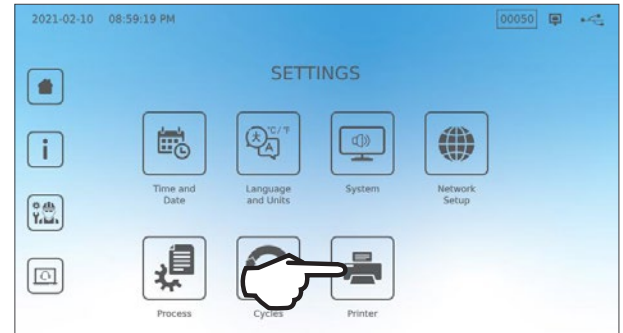 2021-02-10 08:59:19 PM 00050
SETTINGS
i
°C/°F
A
Time and
Date
Language
and Units
System
Network
Setup
Process
Cycles
Printer